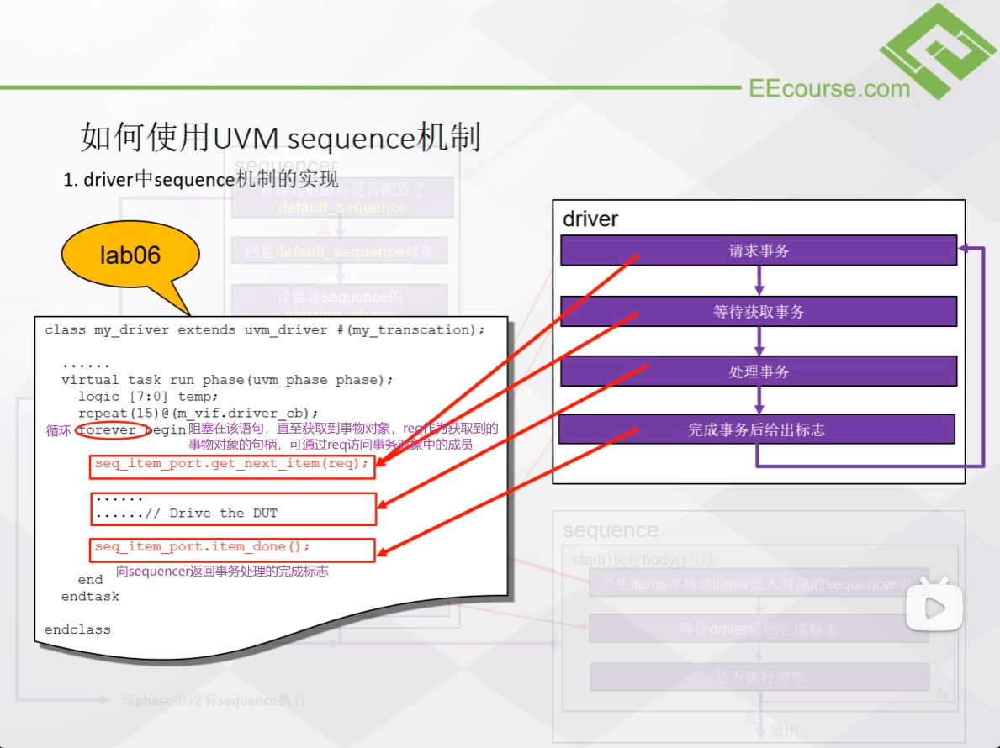 EEcourse.com
如何使用UVM sequence机制
sequencer
1. driver中sequence机制的实现
查看其他组件是否配置了
default_sequence
否
是
创建default_sequence对象
设置该sequence的
starting_phase
lab06
class my_driver extends uvm_driver #(my_transcation);
......
virtual task run_phase(uvm_phase phase);
logic [7:0] temp;
repeat(15)@(m_vif.driver_cb);
循环 forever begin 阻塞在该语句，直至获取到事物对象，req作为获取到的
事物对象的句柄，可通过req访问事务对象中的成员
seq_item_port.get_next_item(req);
......
......// Drive the DUT
seq_item_port.item_done();
向sequencer返回事务处理的完成标志
end
endtask
endclass
否
该phase中没有sequence执行
driver
请求事务
等待获取事务
处理事务
完成事务后给出标志
sequence
start()执行body()方法
产生items并将该items放入对应的sequencer中
等待driver返回完成标志
是否执行完毕
否
是
退出